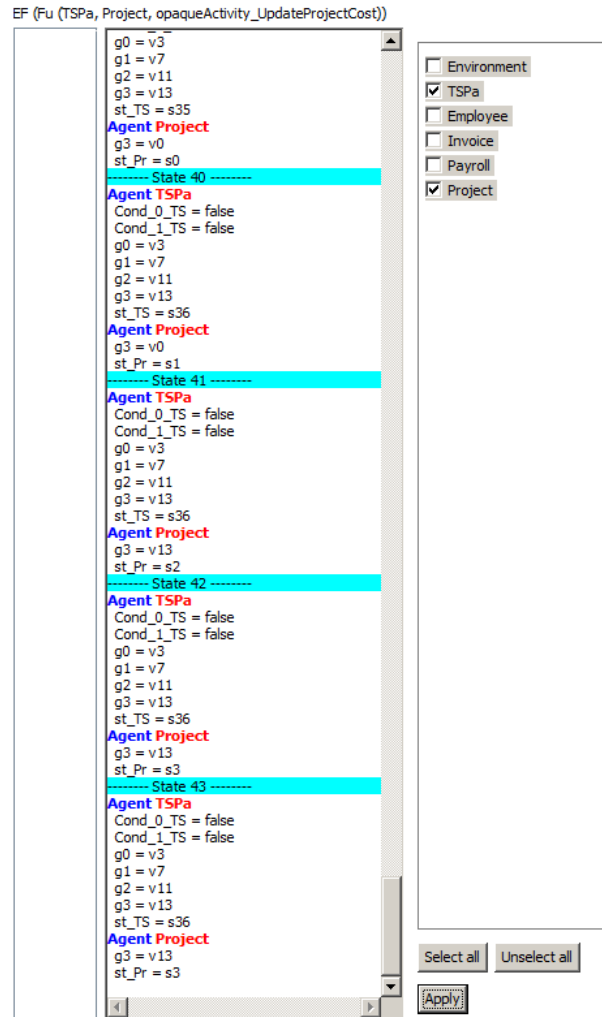 EF (Fu (TSPa, Project, opaqueActivity_UpdateProjectCost))
g0 = v3
g1 = v7
g2 = v11
g3 = v13
st_TS = s35
Agent Project
g3 = v0
st_Pr = s0
-------- State 40 --------
Agent TSPa
Cond_0_TS = false
Cond_1_TS = false
g0 = v3
g1 = v7
g2 = v11
g3 = v13
st_TS = s36
Agent Project
g3 = v0
st_Pr = s1
-------- State 41 --------
Agent TSPa
Cond_0_TS = false
Cond_1_TS = false
g0 = v3
g1 = v7
g2 = v11
g3 = v13
st_TS = s36
Agent Project
g3 = v13
st_Pr = s2
-------- State 42 --------
Agent TSPa
Cond_0_TS = false
Cond_1_TS = false
g0 = v3
g1 = v7
g2 = v11
g3 = v13
st_TS = s36
Agent Project
g3 = v13
st_Pr = s3
-------- State 43 --------
Agent TSPa
Cond_0_TS = false
Cond_1_TS = false
g0 = v3
g1 = v7
g2 = v11
g3 = v13
st_TS = s36
Agent Project
g3 = v13
st_Pr = s3
Environment
TSPa
Employee
Invoice
Payroll
Project
Select all Unselect all
Apply